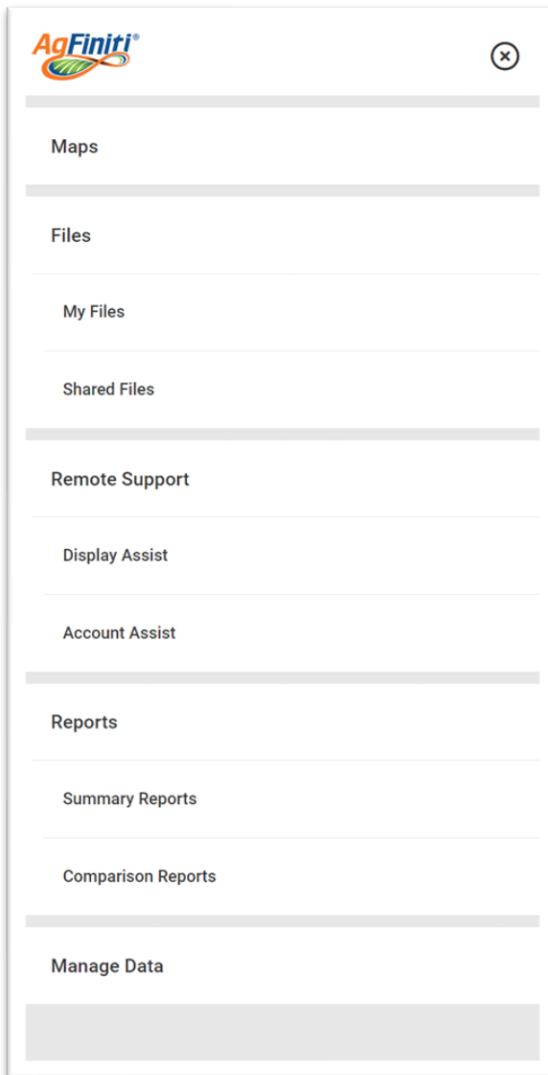 AgFiniti®
Maps
Files
My Files
Shared Files
Remote Support
Display Assist
Account Assist
Reports
Summary Reports
Comparison Reports
Manage Data